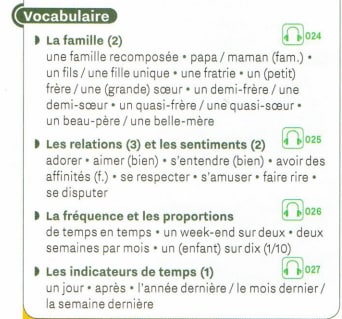 Vocabulaire
La famille (2) 024
une famille recomposée • papa / maman (fam.) •
un fils / une fille unique • une fratrie • un (petit)
frère / une (grande) sœur • un demi-frère / une
demi-sœur • un quasi-frère / une quasi-sœur •
un beau-père / une belle-mère
Les relations (3) et les sentiments (2) 025
adorer • aimer (bien) • s'entendre (bien) • avoir des
affinités (f.) • se respecter • s'amuser • faire rire •
se disputer
La fréquence et les proportions 026
de temps en temps • un week-end sur deux • deux
semaines par mois • un (enfant) sur dix (1/10)
Les indicateurs de temps (1) 027
un jour • après • l'année dernière / le mois dernier /
la semaine dernière